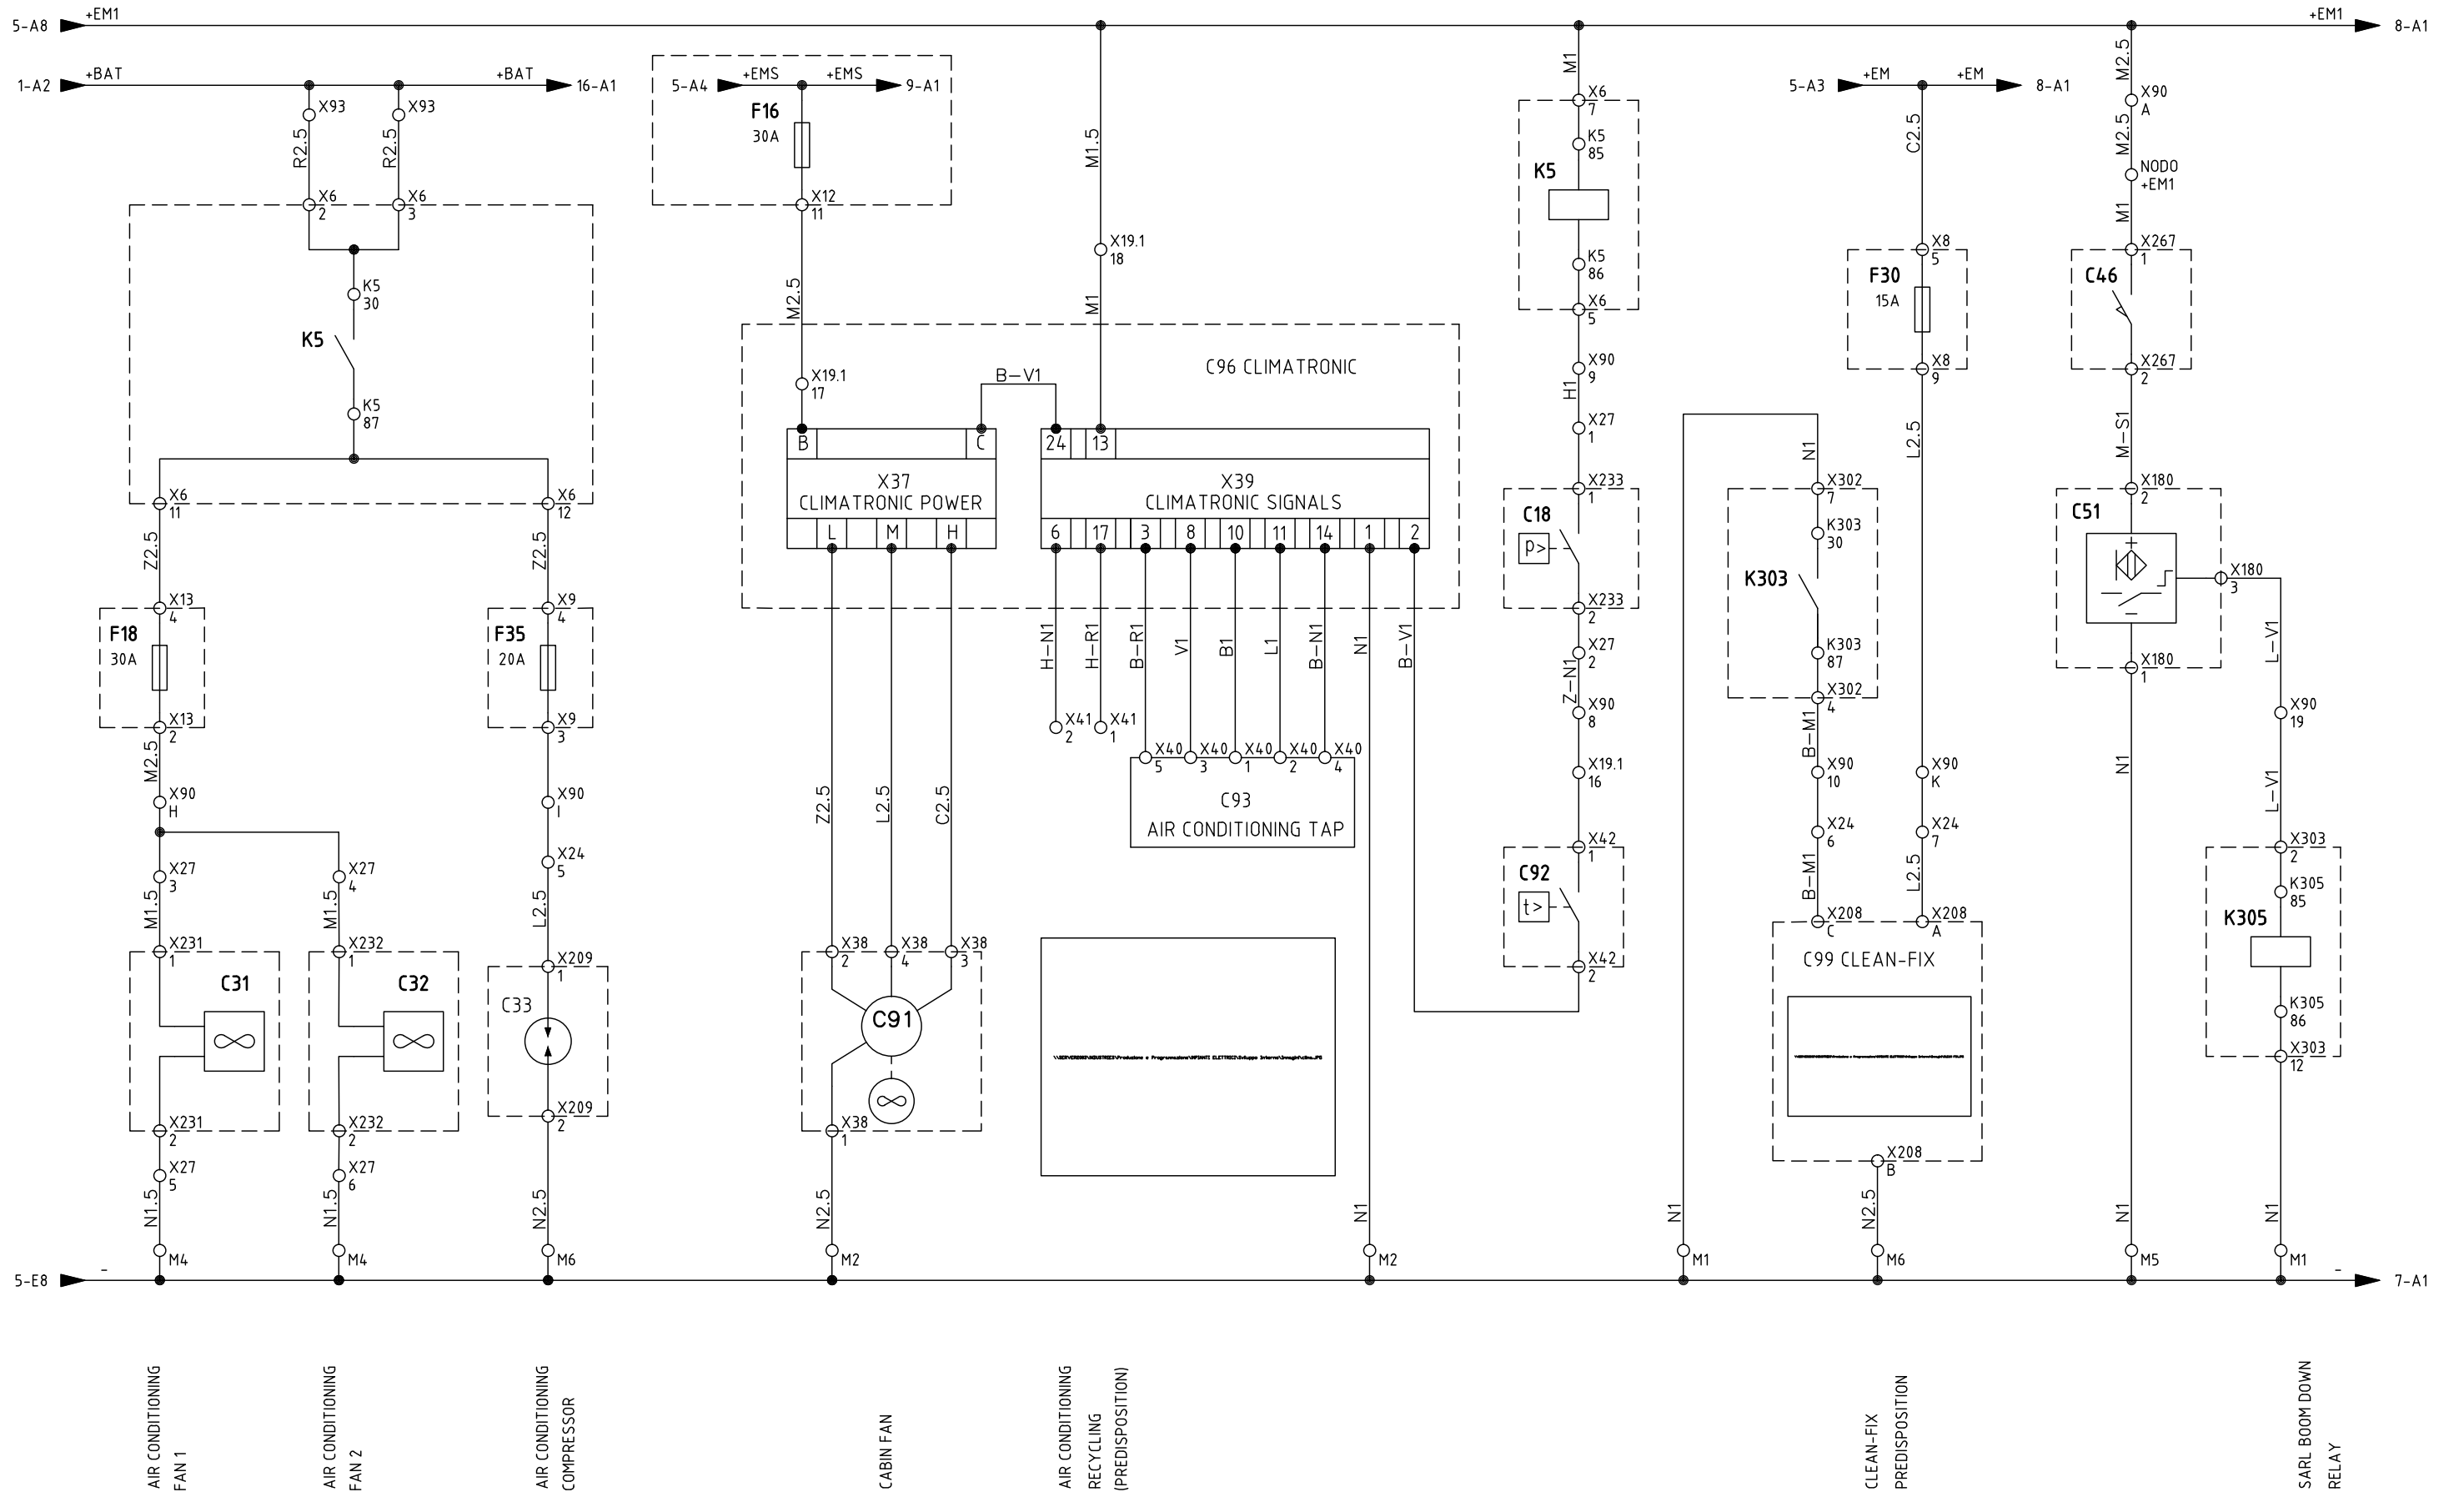 5-A8
+EM1
+EM1
8-A1
1-A2
+BAT
+BAT
16-A1
5-A4
+EMS
+EMS
9-A1
5-A3
+EM
+EM
8-A1
X93
X93
R2.5
R2.5
X6
2
X6
3
K5
30
K5
K5
87
X6
11
X6
12
Z2.5
Z2.5
X13
4
F18
30A
X13
2
M2.5
X90
H
X27
3
X27
4
M1.5
M1.5
X231
1
C31
X231
2
X27
5
N1.5
M4
X232
1
C32
X232
2
X27
6
N1.5
M4
X9
4
F35
20A
X9
3
X90
I
X24
5
L2.5
X209
1
C33
X209
2
N2.5
M6
F16
30A
X12
11
M2.5
X19.1
17
B-V1
M1.5
X19.1
18
M1
C96 CLIMATRONIC
B
C
X37
CLIMATRONIC POWER
L
M
H
24
13
X39
CLIMATRONIC SIGNALS
6
17
3
8
10
11
14
1
2
H-N1
H-R1
B-R1
V1
B1
L1
B-N1
N1
B-V1
X41
2
X41
1
X40
5
X40
3
X40
1
X40
2
X40
4
C93
AIR CONDITIONING TAP
Z2.5
L2.5
C2.5
X38
2
X38
4
X38
3
C91
X38
1
N2.5
M2
N1
M2
M1
X6
7
K5
85
K5
K5
86
X6
5
X90
9
H1
X27
1
X233
1
C18
p>
X233
2
X27
2
Z-N1
X90
8
X19.1
16
X42
1
C92
t>
X42
2
N1
X302
7
K303
30
K303
K303
87
X302
4
B-M1
X90
10
X24
6
B-M1
X208
C
N1
M1
C2.5
X8
5
F30
15A
X8
9
L2.5
X90
K
X24
7
L2.5
X208
A
C99 CLEAN-FIX
X208
B
N2.5
M6
M2.5
X90
A
M2.5
NODO
+EM1
M1
X267
1
C46
X267
2
M-S1
X180
2
C51
+
-
X180
3
X180
1
N1
N1
M5
L-V1
X90
19
L-V1
X303
2
K305
85
K305
K305
86
X303
12
N1
M1
5-E8
-
-
7-A1
AIR CONDITIONING
FAN 1
AIR CONDITIONING
FAN 2
AIR CONDITIONING
COMPRESSOR
CABIN FAN
AIR CONDITIONING
RECYCLING
(PREDISPOSITION)
CLEAN-FIX
PREDISPOSITION
SARL BOOM DOWN
RELAY